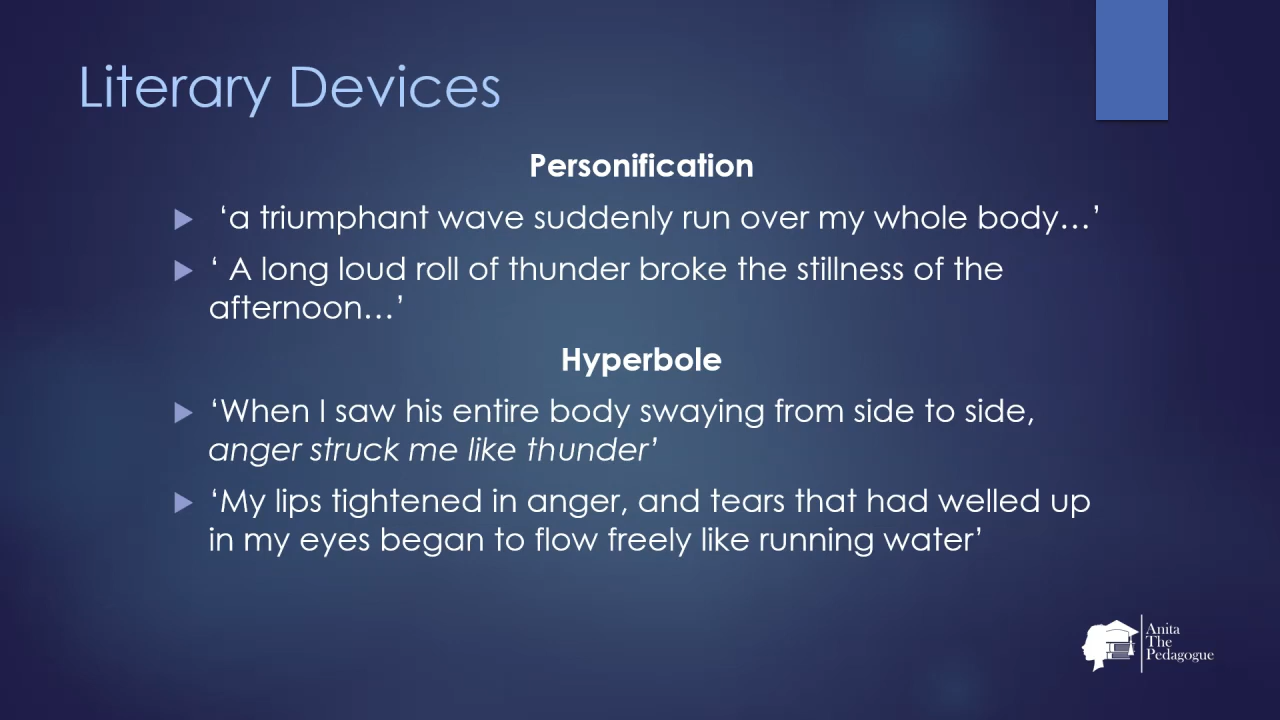 Literary Devices
Personification
‘a triumphant wave suddenly run over my whole body…’
‘ A long loud roll of thunder broke the stillness of the
afternoon…’
Hyperbole
‘When I saw his entire body swaying from side to side,
anger struck me like thunder’
‘My lips tightened in anger, and tears that had welled up
in my eyes began to flow freely like running water’
Anita
The
Pedagogue